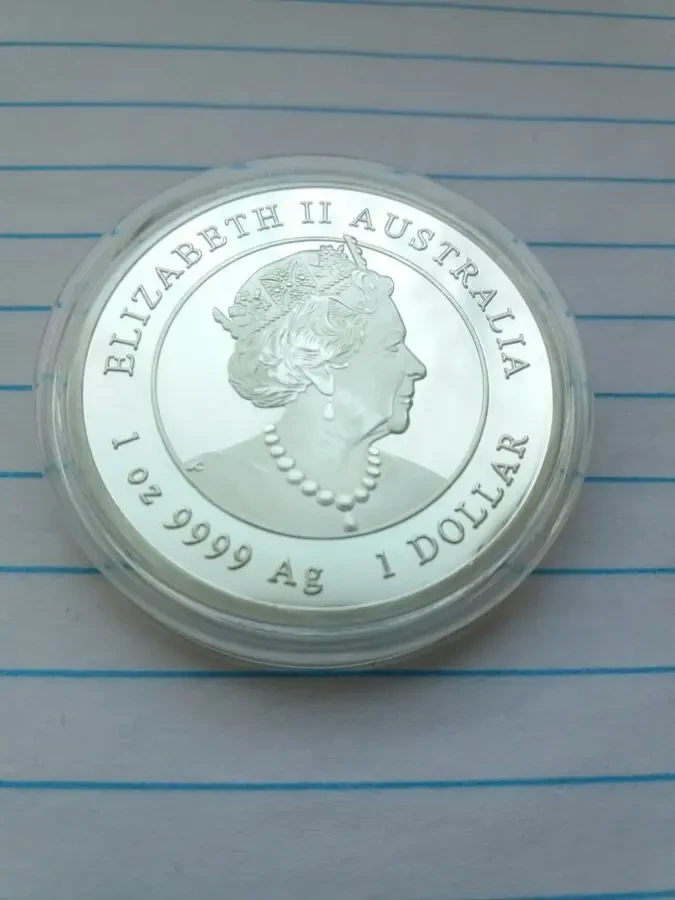 ELIZABETH II AUSTRALIA
1 oz 9999 Ag 1 DOLLAR